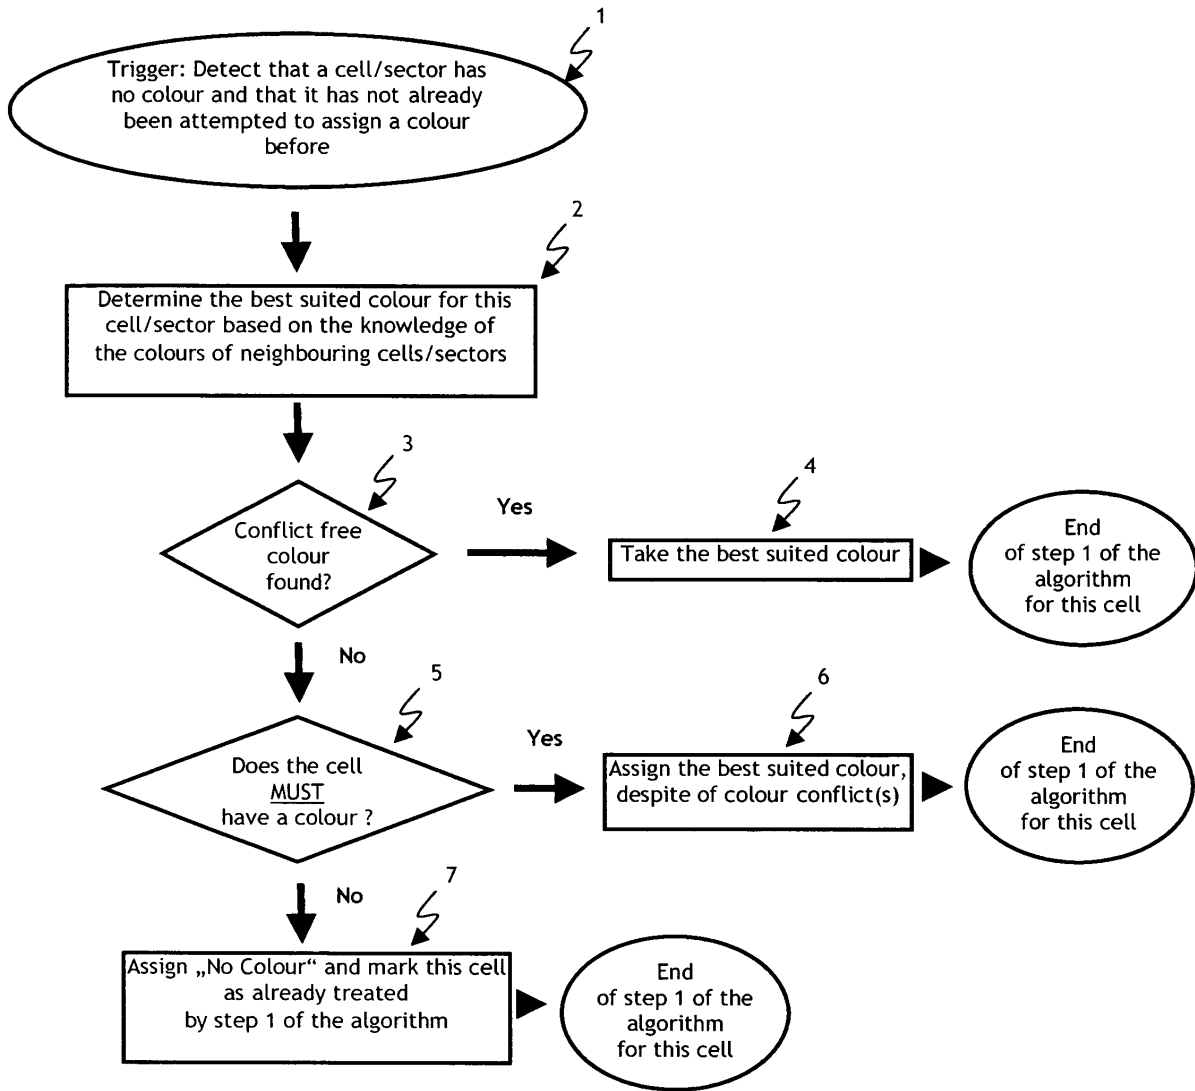 1
Trigger: Detect that a cell/sector has
no colour and that it has not already
been attempted to assign a colour
before
2
Determine the best suited colour for this
cell/sector based on the knowledge of
the colours of neighbouring cells/sectors
3
Conflict free
colour
found?
Yes
4
Take the best suited colour
End
of step 1 of the
algorithm
for this cell
No
5
Does the cell
MUST
have a colour ?
Yes
6
Assign the best suited colour,
despite of colour conflict(s)
End
of step 1 of the
algorithm
for this cell
No
7
Assign „No Colour“ and mark this cell
as already treated
by step 1 of the algorithm
End
of step 1 of the
algorithm
for this cell